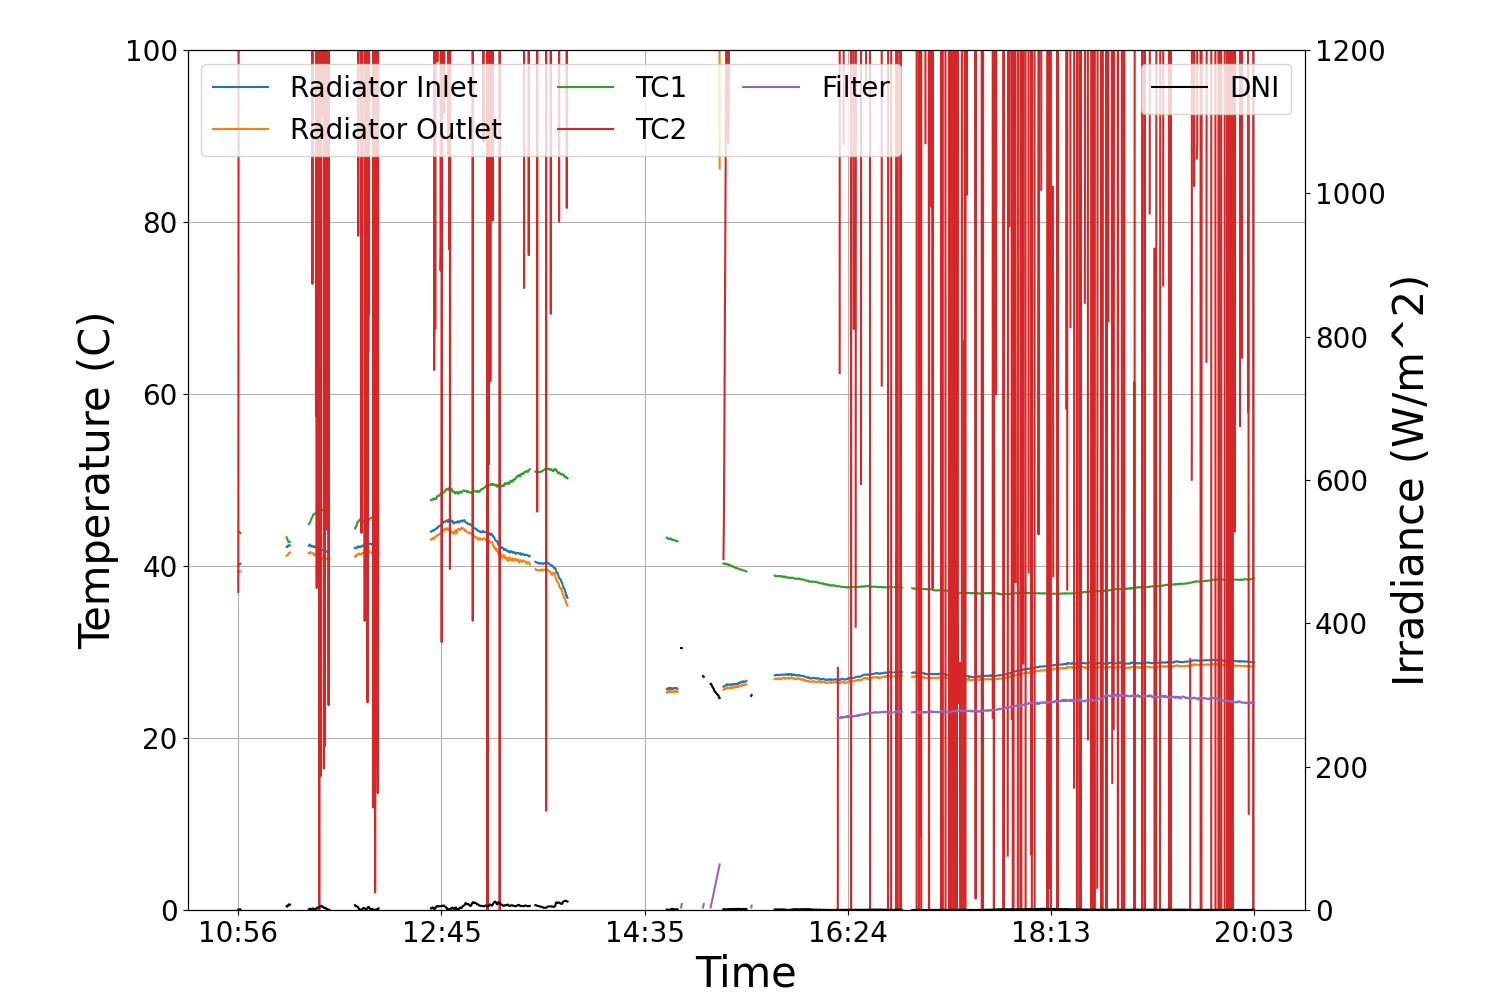 Radiator Inlet
Radiator Outlet
TC1
TC2
Filter
DNI
100
80
60
40
20
0
Temperature (C)
1200
1000
800
600
400
200
0
Irradiance (W/m^2)
10:56
12:45
14:35
16:24
18:13
20:03
Time